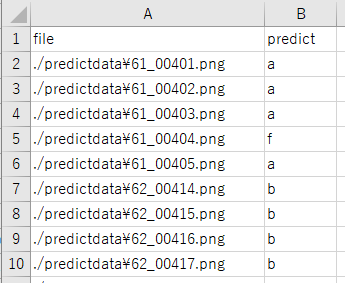 A B
1 file predict
2 ./predictdata¥61_00401.png a
3 ./predictdata¥61_00402.png a
4 ./predictdata¥61_00403.png a
5 ./predictdata¥61_00404.png f
6 ./predictdata¥61_00405.png a
7 ./predictdata¥62_00414.png b
8 ./predictdata¥62_00415.png b
9 ./predictdata¥62_00416.png b
10 ./predictdata¥62_00417.png b